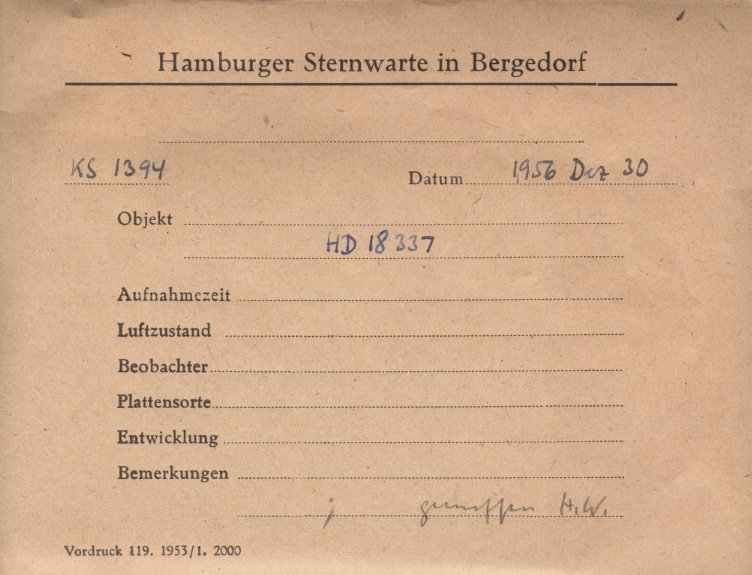 Hamburger Sternwarte in Bergedorf
KS 1394 Datum 1956 Dez 30
Objekt
HD 18337
Aufnahmezeit
Luftzustand
Beobachter
Plattensorte
Entwicklung
Bemerkungen
gemessen H.W.
Vordruck 119. 1953/1. 2000